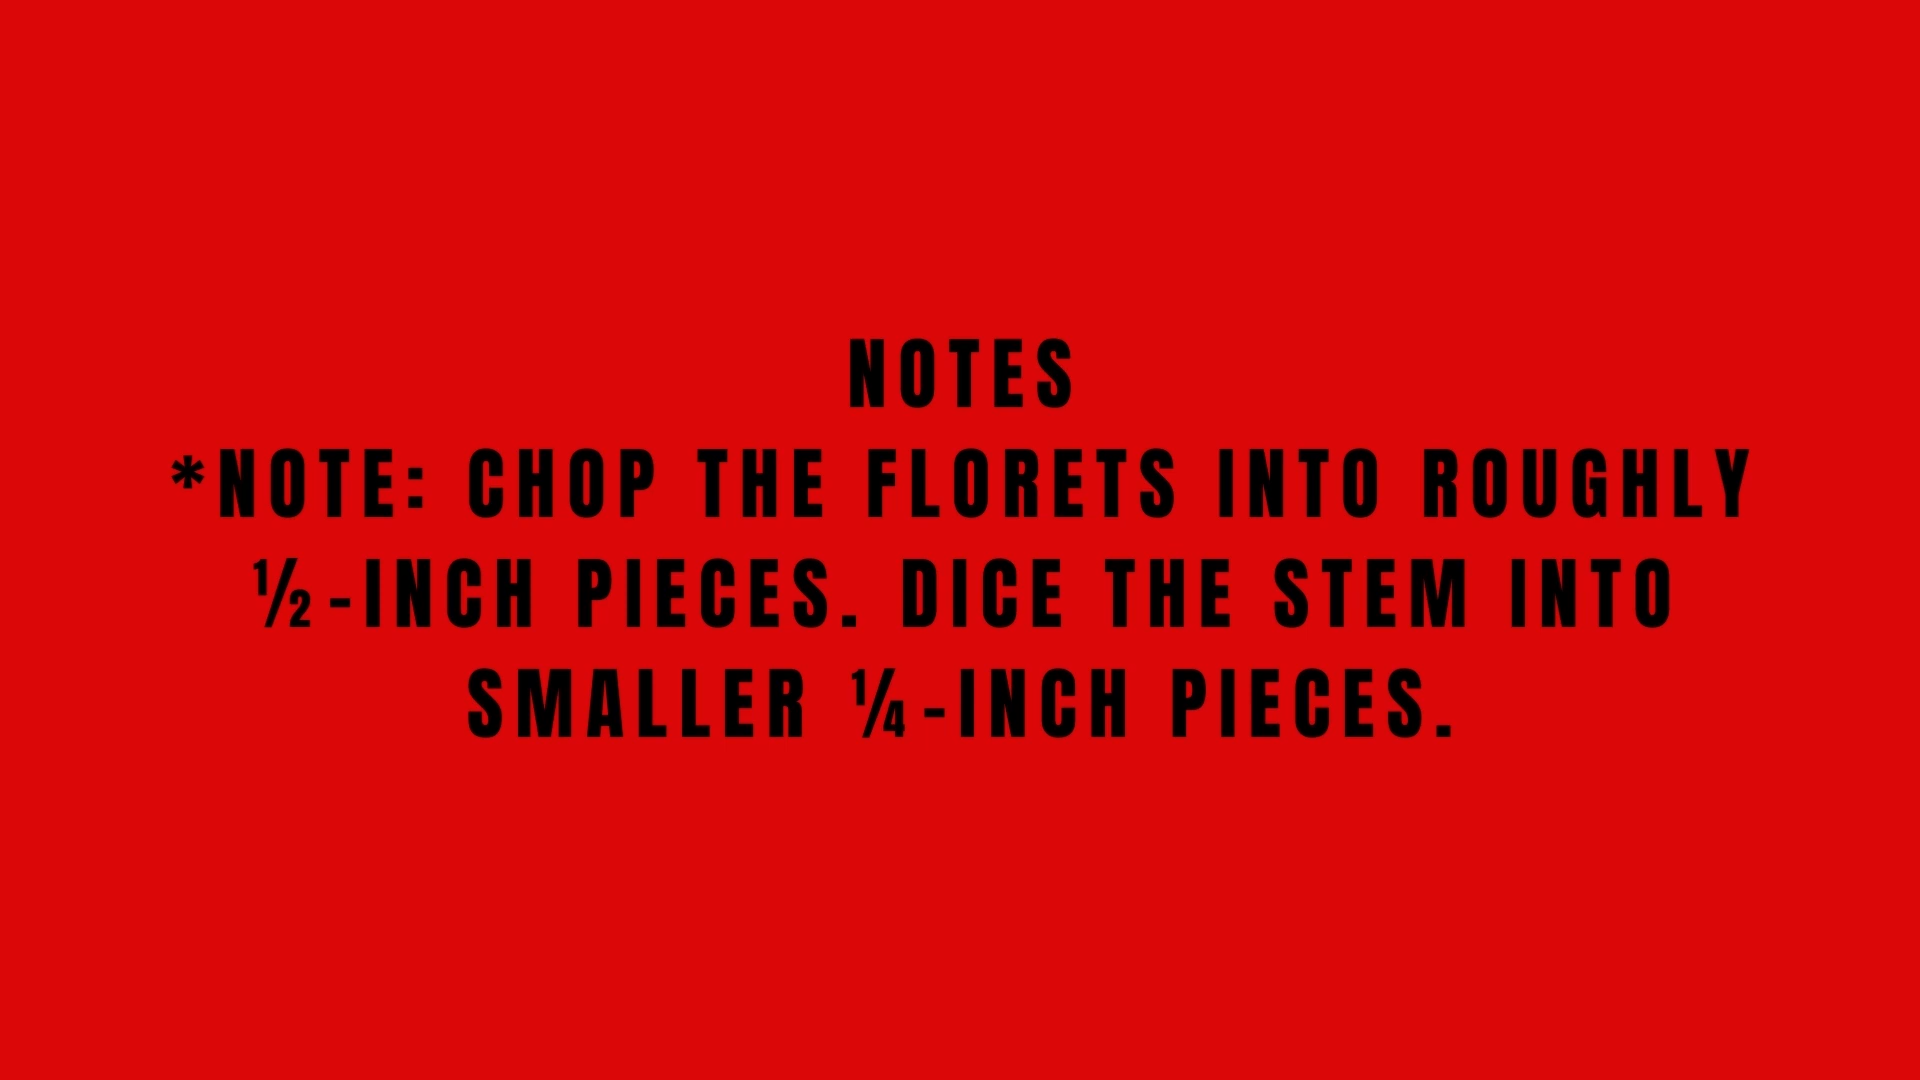 NOTES
*NOTE: CHOP THE FLORETS INTO ROUGHLY
½-INCH PIECES. DICE THE STEM INTO
SMALLER ¼-INCH PIECES.